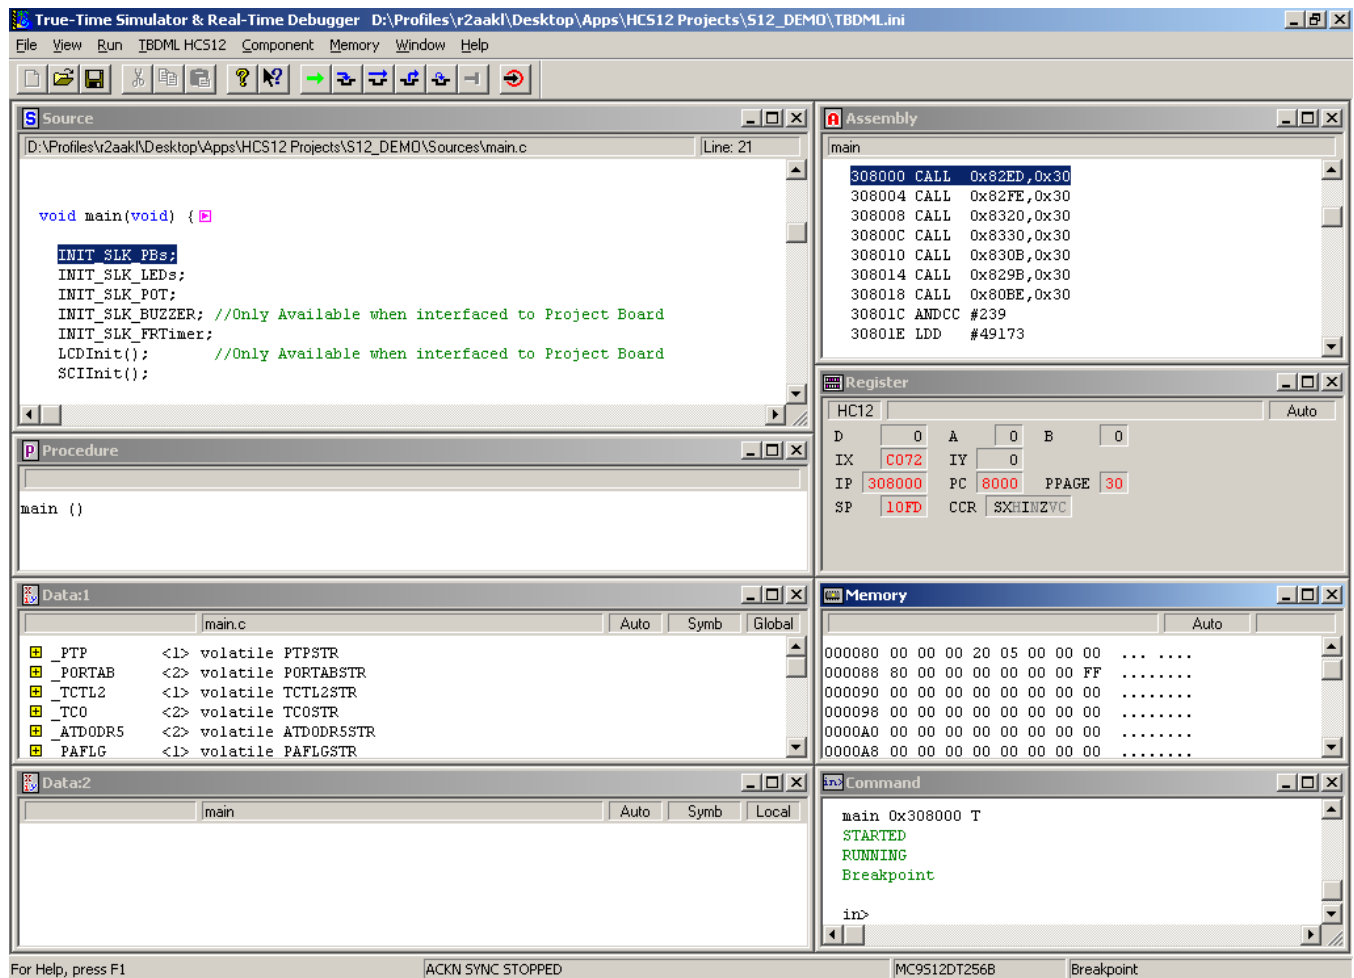 True-Time Simulator & Real-Time Debugger D:\Profiles\r2aakl\Desktop\Apps\HCS12 Projects\S12_DEMO\TBDML.ini
File View Run TBDML HCS12 Component Memory Window Help
Source
D:\Profiles\r2aakl\Desktop\Apps\HCS12 Projects\S12_DEMO\Sources\main.c Line: 21
void main(void) {
INIT_SLK_PBs;
INIT_SLK_LEDs;
INIT_SLK_POT;
INIT_SLK_BUZZER; //Only Available when interfaced to Project Board
INIT_SLK_FRTimer;
LCDInit(); //Only Available when interfaced to Project Board
SCIInit();
Assembly
main
308000 CALL 0x82ED,0x30
308004 CALL 0x82FE,0x30
308008 CALL 0x8320,0x30
30800C CALL 0x8330,0x30
308010 CALL 0x830B,0x30
308014 CALL 0x829B,0x30
308018 CALL 0x80BE,0x30
30801C ANDCC #239
30801E LDD #49173
Register
HC12 Auto
D 0 A 0 B 0
IX C072 IY 0
IP 308000 PC 8000 PPAGE 30
SP 10FD CCR SXHINZVC
Procedure
main ()
Data:1
main.c Auto Symb Global
_PTP <1> volatile PTPSTR
_PORTAB <2> volatile PORTABSTR
_TCTL2 <1> volatile TCTL2STR
_TC0 <2> volatile TC0STR
_ATD0DR5 <2> volatile ATD0DR5STR
_PAFLG <1> volatile PAFLGSTR
Memory
Auto
000080 00 00 00 20 05 00 00 00 ... ....
000088 80 00 00 00 00 00 00 FF ........
000090 00 00 00 00 00 00 00 00 ........
000098 00 00 00 00 00 00 00 00 ........
0000A0 00 00 00 00 00 00 00 00 ........
0000A8 00 00 00 00 00 00 00 00 ........
Data:2
main Auto Symb Local
Command
main 0x308000 T
STARTED
RUNNING
Breakpoint
in>
For Help, press F1 ACKN SYNC STOPPED MC9S12DT256B Breakpoint